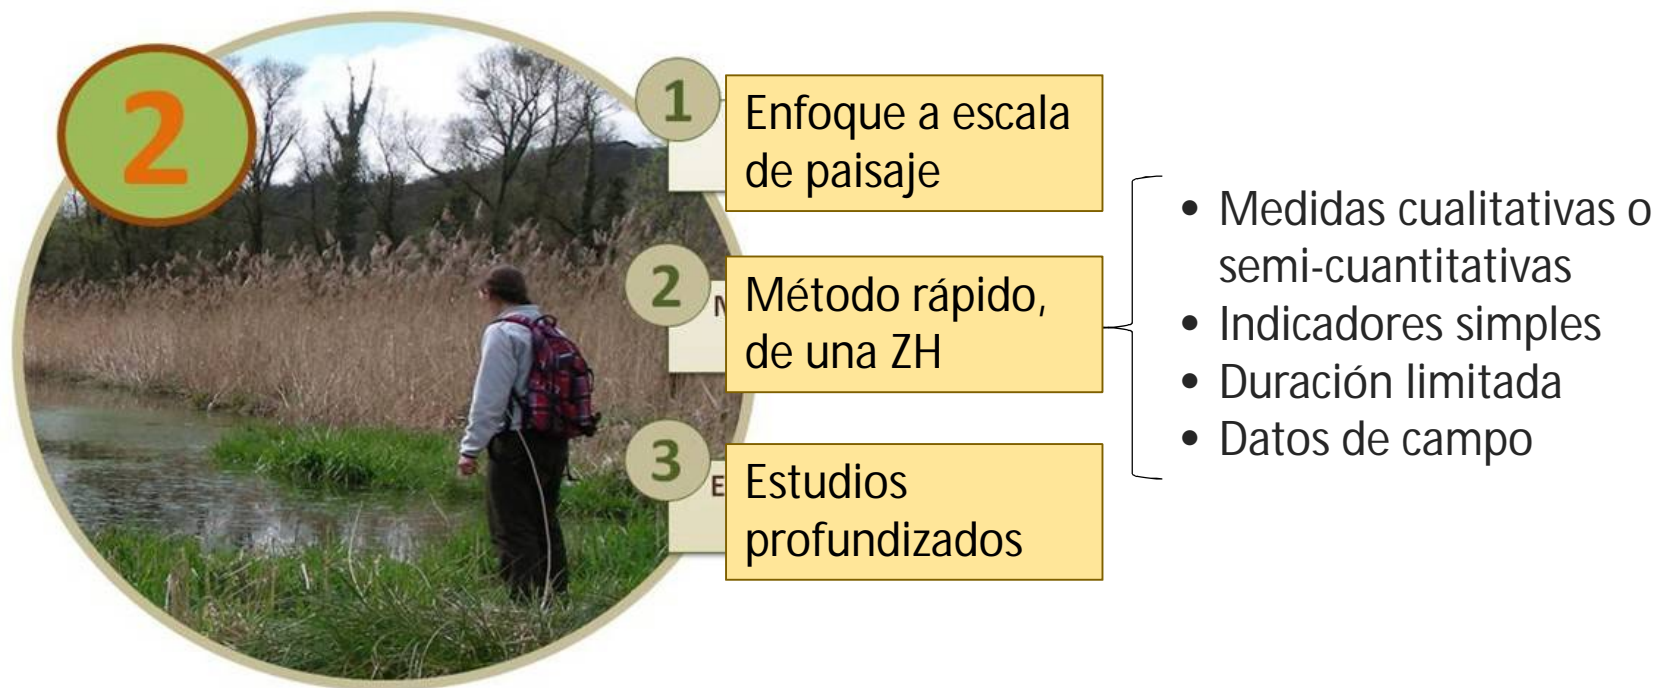 2
1
Enfoque a escala
de paisaje
2
Método rápido,
de una ZH
3
Estudios
profundizados
• Medidas cualitativas o
semi-cuantitativas
• Indicadores simples
• Duración limitada
• Datos de campo